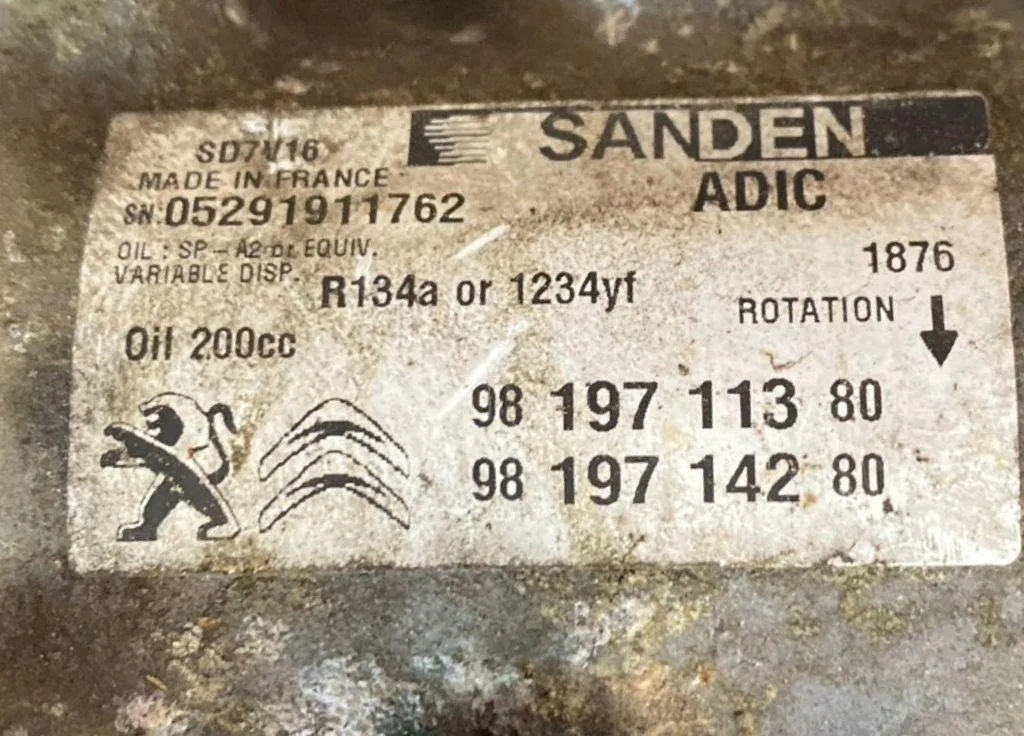 SANDEN
SD7V16
MADE IN FRANCE
ADIC
SN:05291911762
OIL : SP-A2 or EQUIV.
VARIABLE DISP.
R134a or 1234yf
1876
ROTATION
Oil 200cc
98 197 113 80
98 197 142 80